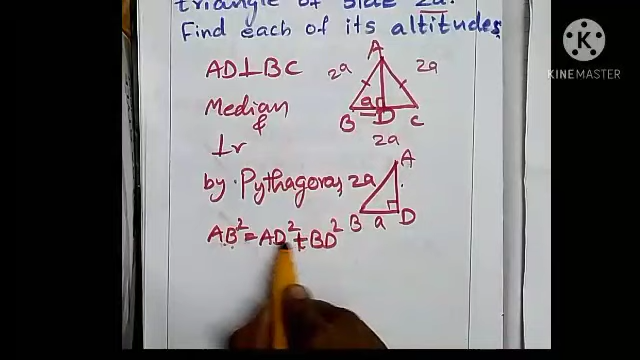 triangle of side 2a.
Find each of its altitudes
AD⊥BC
Median
&
⊥r
A
2a
2a
a
B
D
C
2a
by Pythagoras,
2a
A
B
a
D
AB²=AD²+BD²
K
KINEMASTER